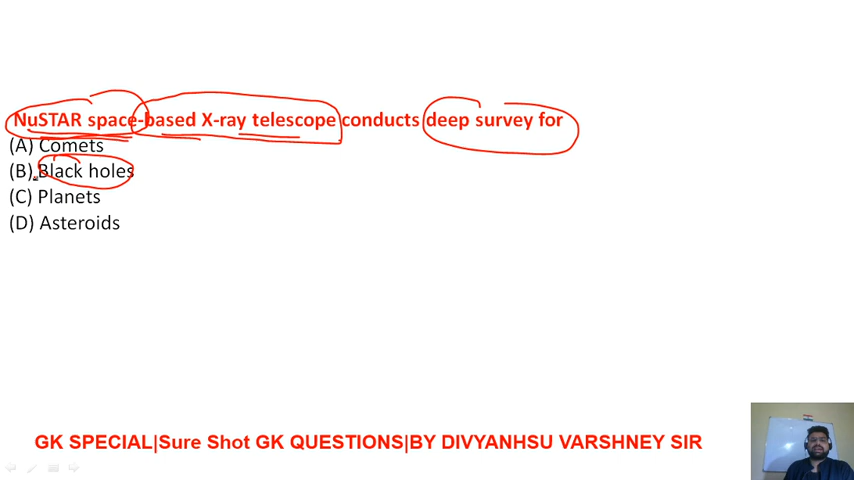 NuSTAR space-based X-ray telescope conducts deep survey for
(A) Comets
(B) Black holes
(C) Planets
(D) Asteroids
GK SPECIAL|Sure Shot GK QUESTIONS|BY DIVYANHSU VARSHNEY SIR